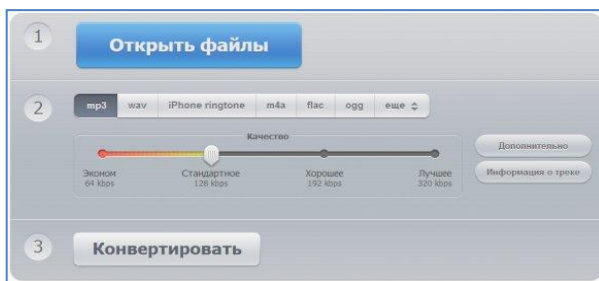 1 Открыть файлы
2 mp3 wav iPhone ringtone m4a flac ogg еще
Качество
Эконом Стандартное Хорошее Лучшее
64 kbps 128 kbps 192 kbps 320 kbps
Дополнительно
Информация о треке
3 Конвертировать